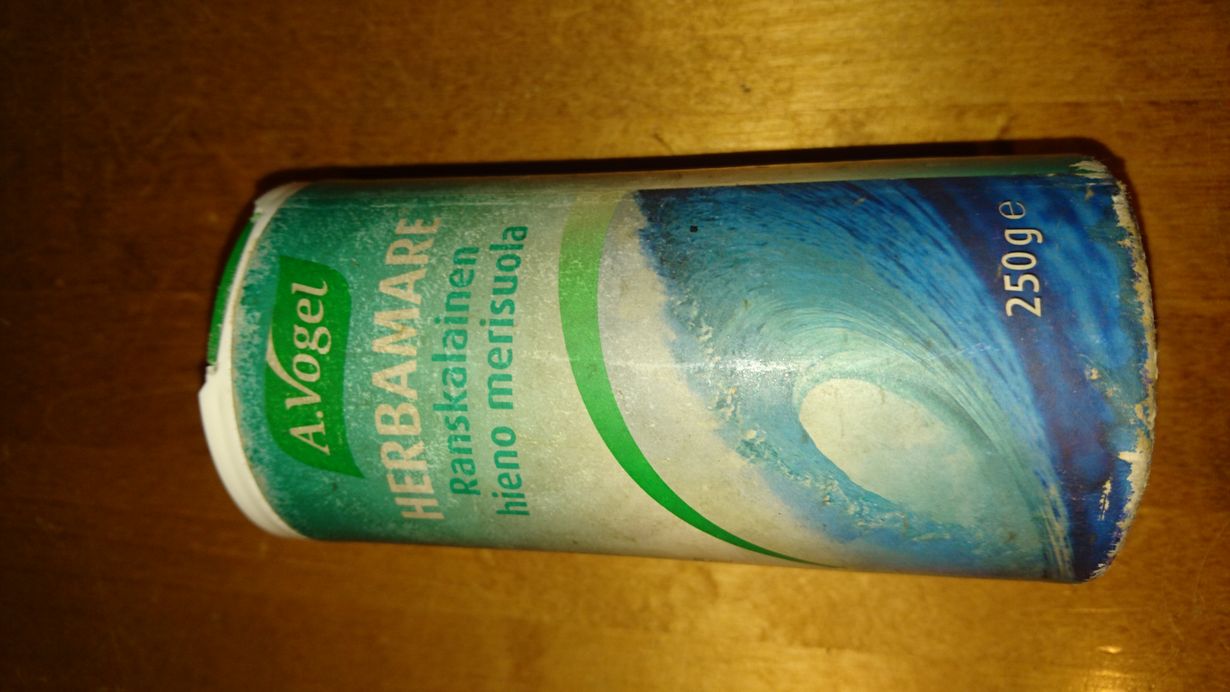 A.Vogel
HERBAMARE
Ranskalainen
hieno merisuola
250g e